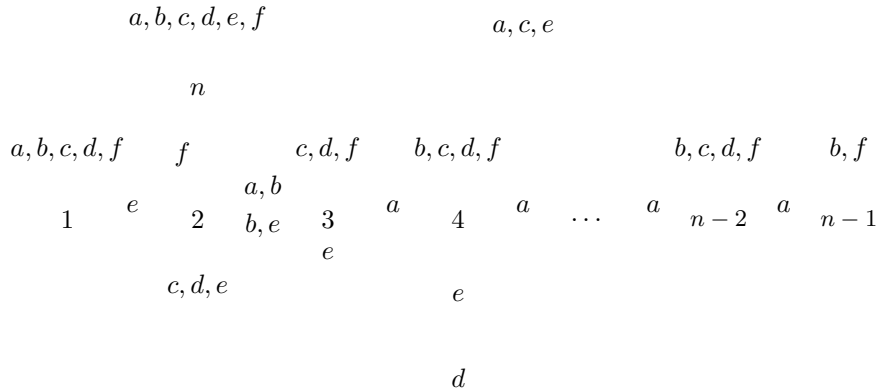 a, b, c, d, e, f
a, c, e
n
a, b, c, d, f
f
c, d, f
b, c, d, f
b, c, d, f
b, f
a, b
e
a
a
a
a
1
2
b, e
3
4
⋯
n − 2
n − 1
e
c, d, e
e
d